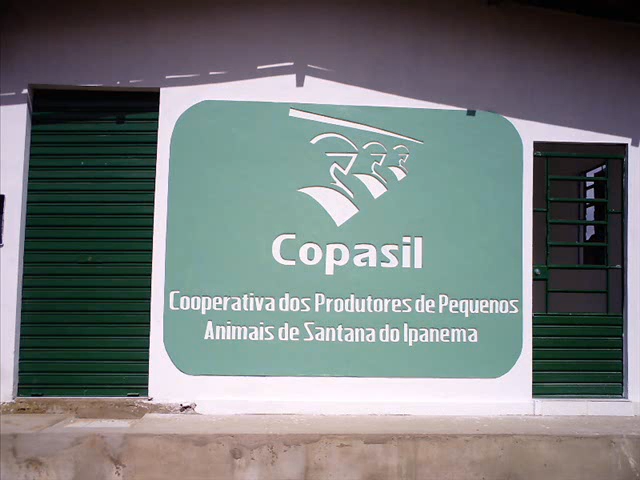 Copasil
Cooperativa dos Produtores de Pequenos
Animais de Santana do Ipanema